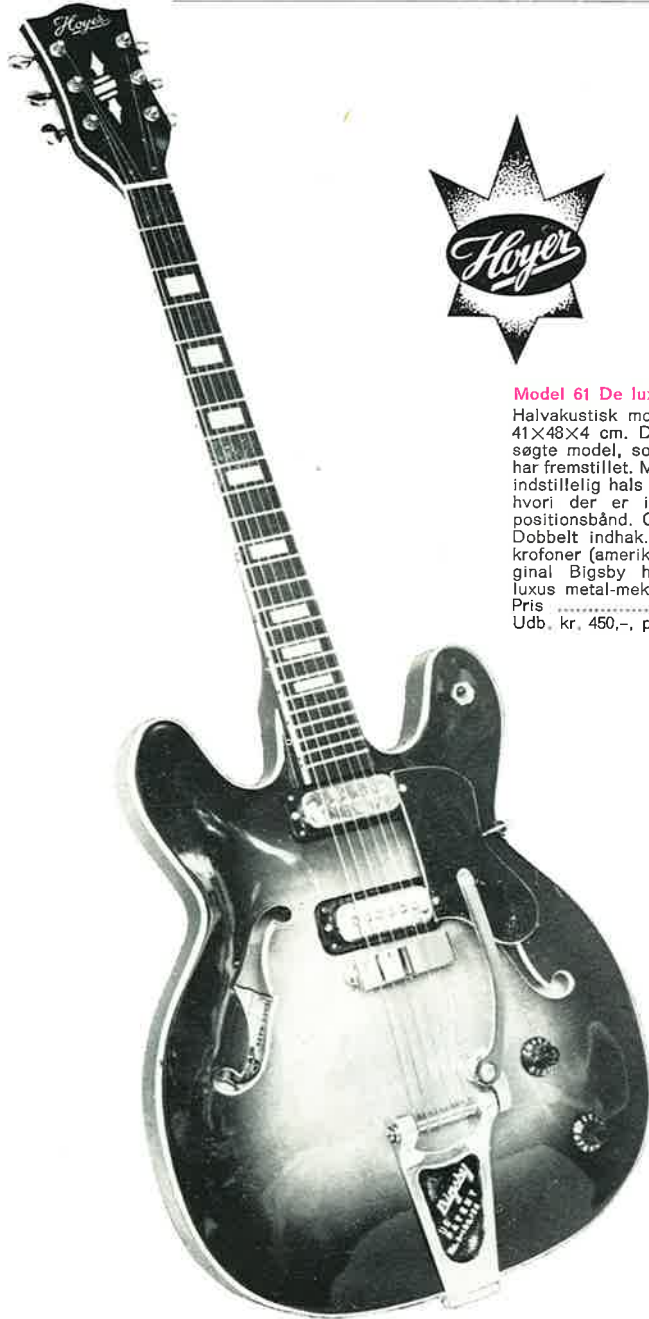 Hoyer
Hoyer
Model 61 De lu
Halvakustisk mo
41×48×4 cm. D
søgte model, so
har fremstillet. M
indstillelig hals
hvori der er i
positionsbånd. C
Dobbelt indhak.
krofoner (amerik
ginal Bigsby h
luxus metal-mek
Pris ....................
Udb. kr. 450,-, p
Bigsby